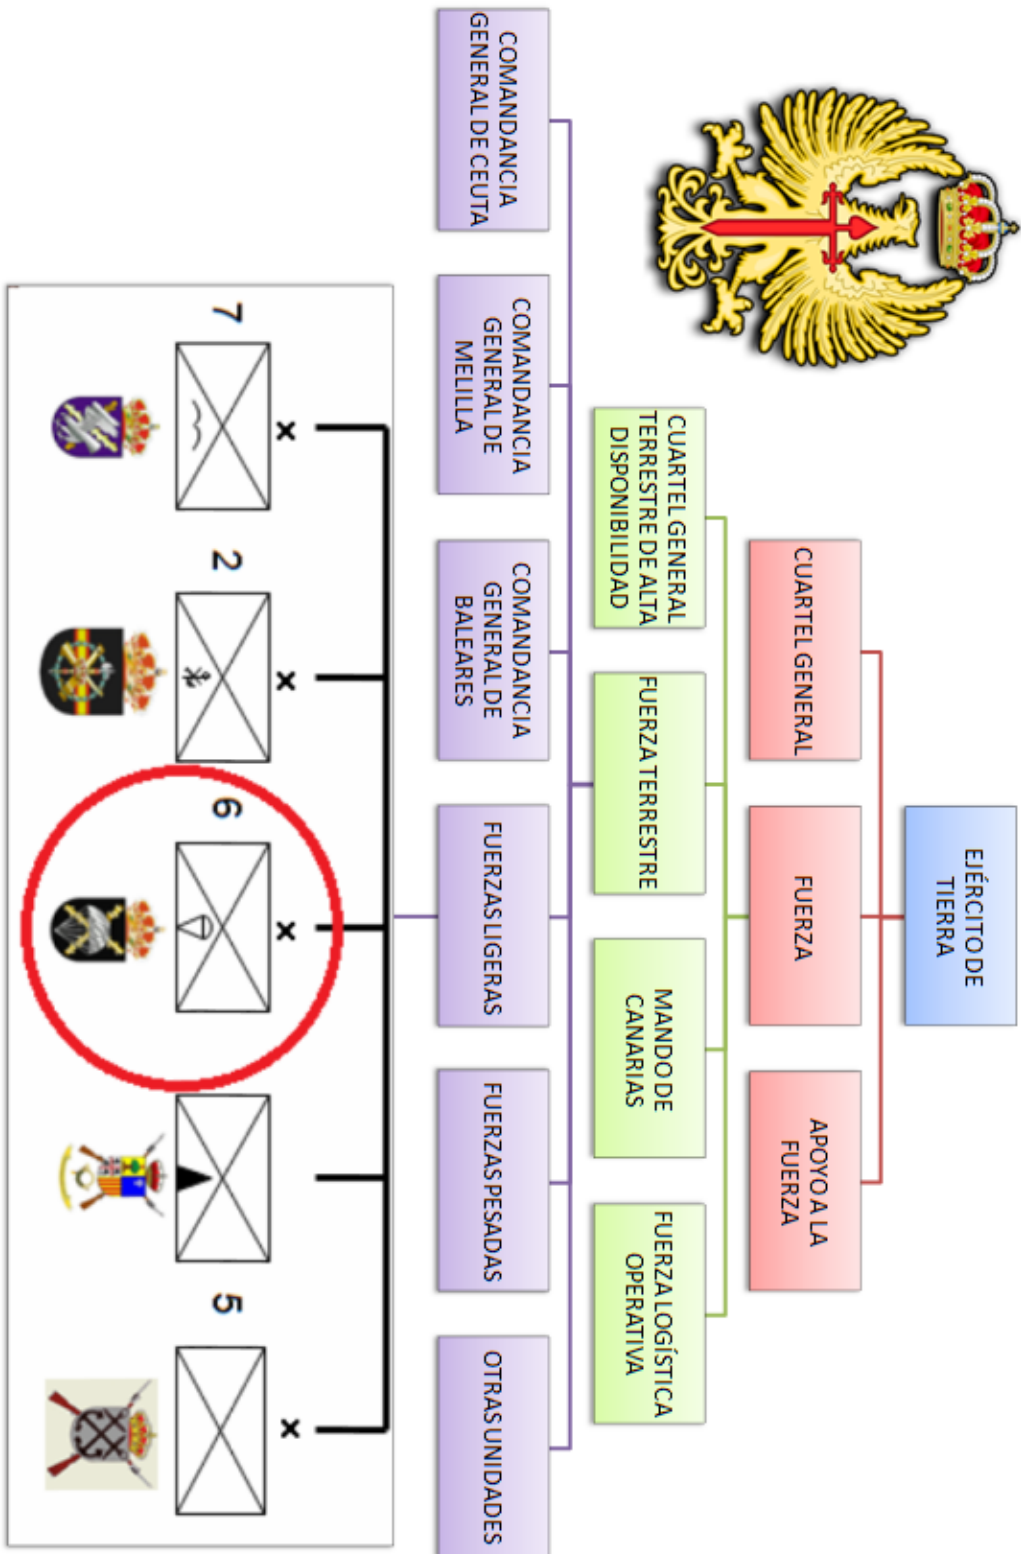 EJÉRCITO DE
TIERRA
CUARTEL GENERAL
FUERZA
APOYO A LA
FUERZA
CUARTEL GENERAL
TERRESTRE DE ALTA
DISPONIBILIDAD
FUERZA TERRESTRE
MANDO DE
CANARIAS
FUERZA LOGÍSTICA
OPERATIVA
COMANDANCIA
GENERAL DE CEUTA
COMANDANCIA
GENERAL DE
MELILLA
COMANDANCIA
GENERAL DE
BALEARES
FUERZAS LIGERAS
FUERZAS PESADAS
OTRAS UNIDADES
x
x
x
x
7
2
6
5